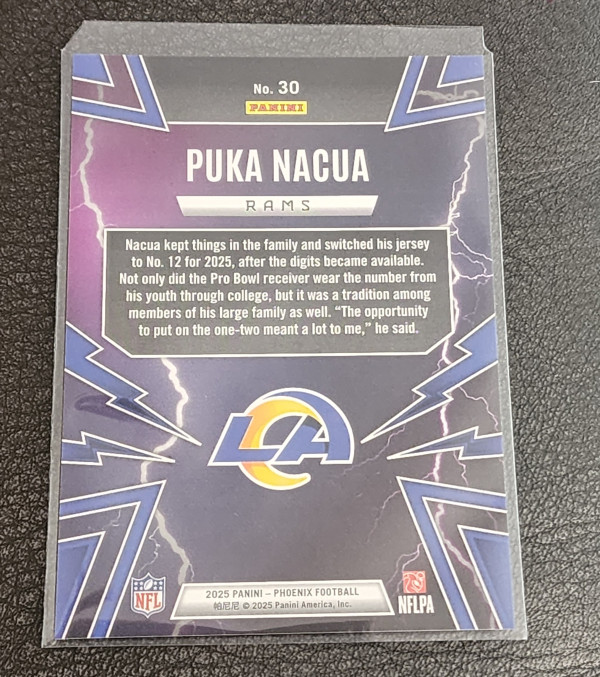 No. 30
PANINI
PUKA NACUA
RAMS
Nacua kept things in the family and switched his jersey
to No. 12 for 2025, after the digits became available.
Not only did the Pro Bowl receiver wear the number from
his youth through college, but it was a tradition among
members of his large family as well. “The opportunity
to put on the one-two meant a lot to me,” he said.
LA
2025 PANINI – PHOENIX FOOTBALL
帕尼尼 © 2025 Panini America, Inc.
NFL
NFLPA